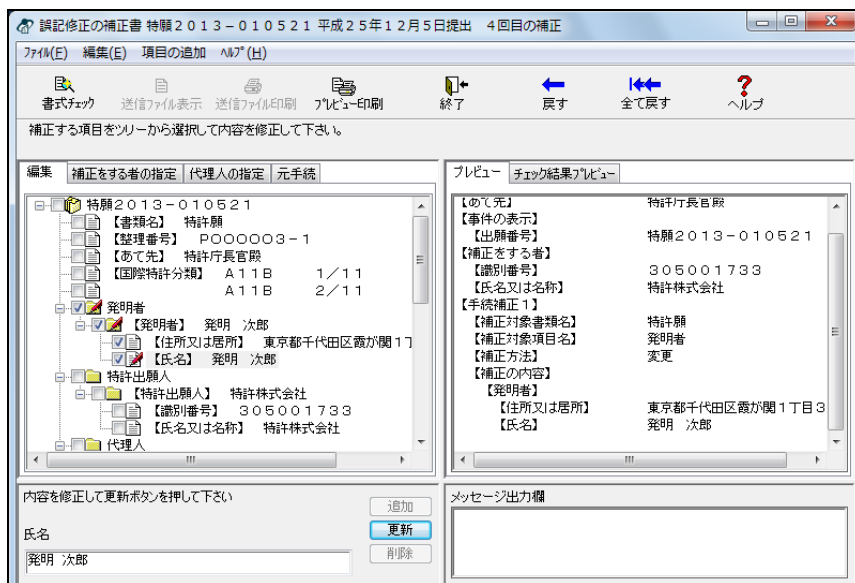 誤記修正の補正書 特願2013-010521 平成25年12月5日提出 4回目の補正
ファイル(F) 編集(E) 項目の追加 ヘルプ(H)
書式チェック 送信ファイル表示 送信ファイル印刷 プレビュー印刷 終了 戻す 全て戻す ヘルプ
補正する項目をツリーから選択して内容を修正して下さい。
編集 補正をする者の指定 代理人の指定 元手続
特願2013-010521
【書類名】 特許願
【整理番号】 P000003-1
【あて先】 特許庁長官殿
【国際特許分類】 A11B 1/11
A11B 2/11
発明者
【発明者】 発明 次郎
【住所又は居所】 東京都千代田区霞が関1丁
【氏名】 発明 次郎
特許出願人
【特許出願人】 特許株式会社
【識別番号】 305001733
【氏名又は名称】 特許株式会社
代理人
プレビュー チェック結果プレビュー
【あて先】 特許庁長官殿
【事件の表示】
【出願番号】 特願2013-010521
【補正をする者】
【識別番号】 305001733
【氏名又は名称】 特許株式会社
【手続補正1】
【補正対象書類名】 特許願
【補正対象項目名】 発明者
【補正方法】 変更
【補正の内容】
【発明者】
【住所又は居所】 東京都千代田区霞が関1丁目3
【氏名】 発明 次郎
内容を修正して更新ボタンを押して下さい
追加
氏名
更新
発明 次郎
削除
メッセージ出力欄